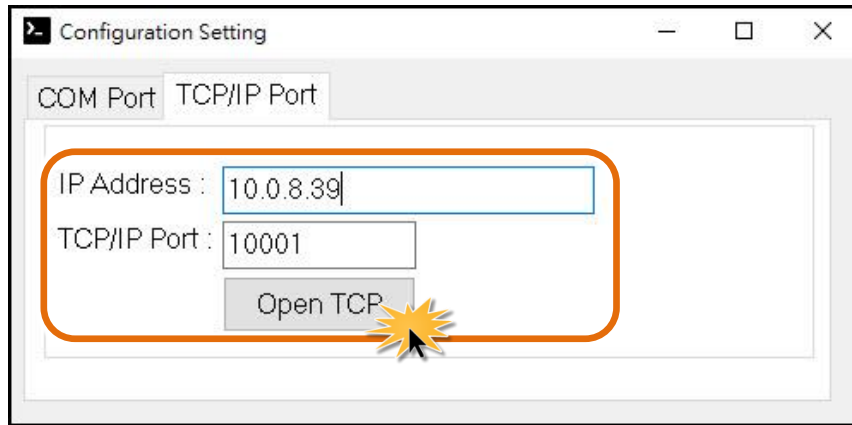 Configuration Setting
COM Port TCP/IP Port
IP Address : 10.0.8.39
TCP/IP Port : 10001
Open TCP